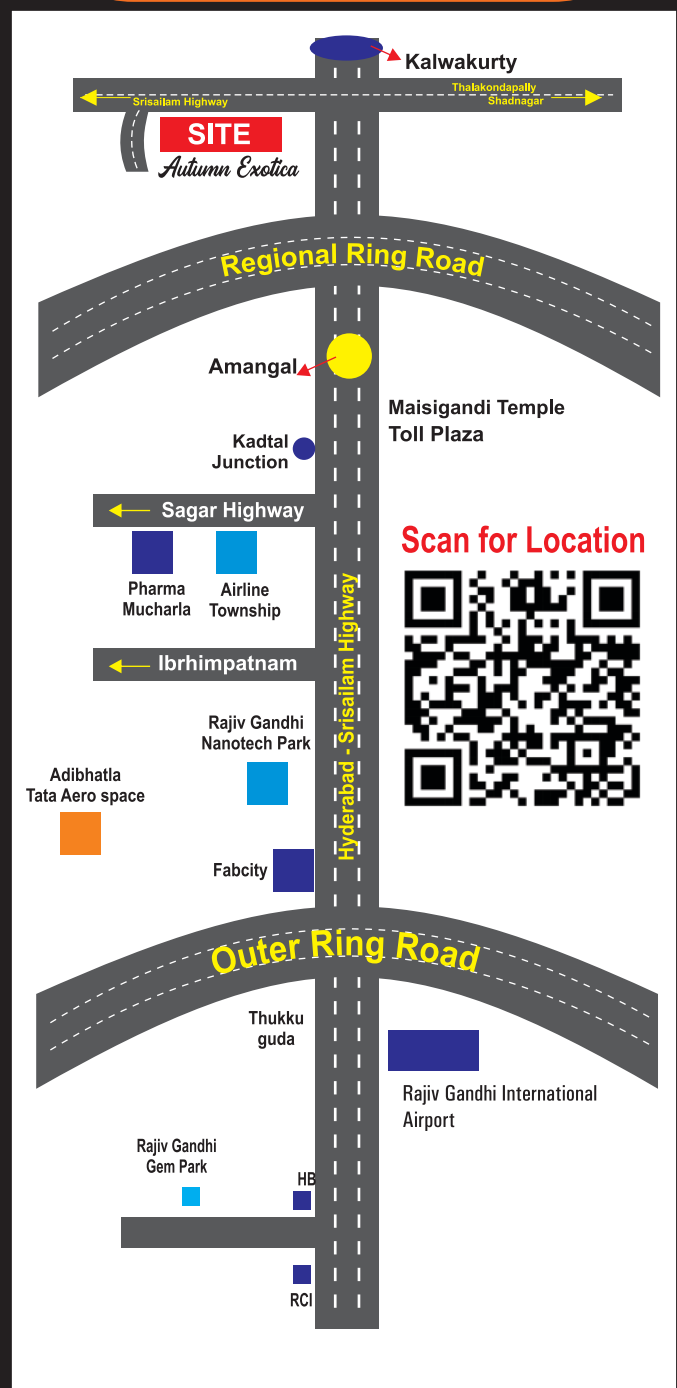 Kalwakurty
Thalakondapally
Srisailam Highway
Shadnagar
SITE
Autumn Exotica
Regional Ring Road
Amangal
Maisigandi Temple
Toll Plaza
Kadtal
Junction
Sagar Highway
Scan for Location
Pharma
Mucharla
Airline
Township
Hyderabad - Srisailam Highway
Ibrhimpatnam
Rajiv Gandhi
Nanotech Park
Adibhatla
Tata Aero space
Fabcity
Outer Ring Road
Thukku
guda
Rajiv Gandhi International
Airport
Rajiv Gandhi
Gem Park
HB
RCI